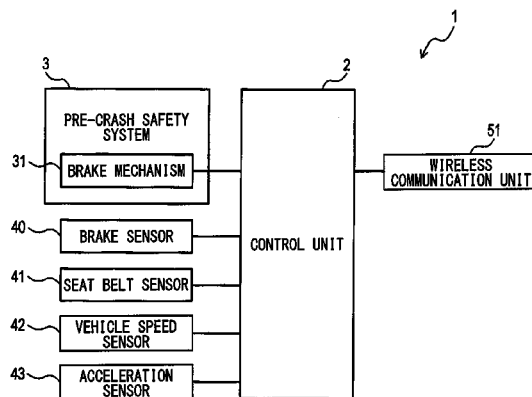 1
3
2
PRE-CRASH SAFETY
SYSTEM
51
31
BRAKE MECHANISM
WIRELESS
COMMUNICATION UNIT
40
BRAKE SENSOR
CONTROL UNIT
41
SEAT BELT SENSOR
42
VEHICLE SPEED
SENSOR
43
ACCELERATION
SENSOR